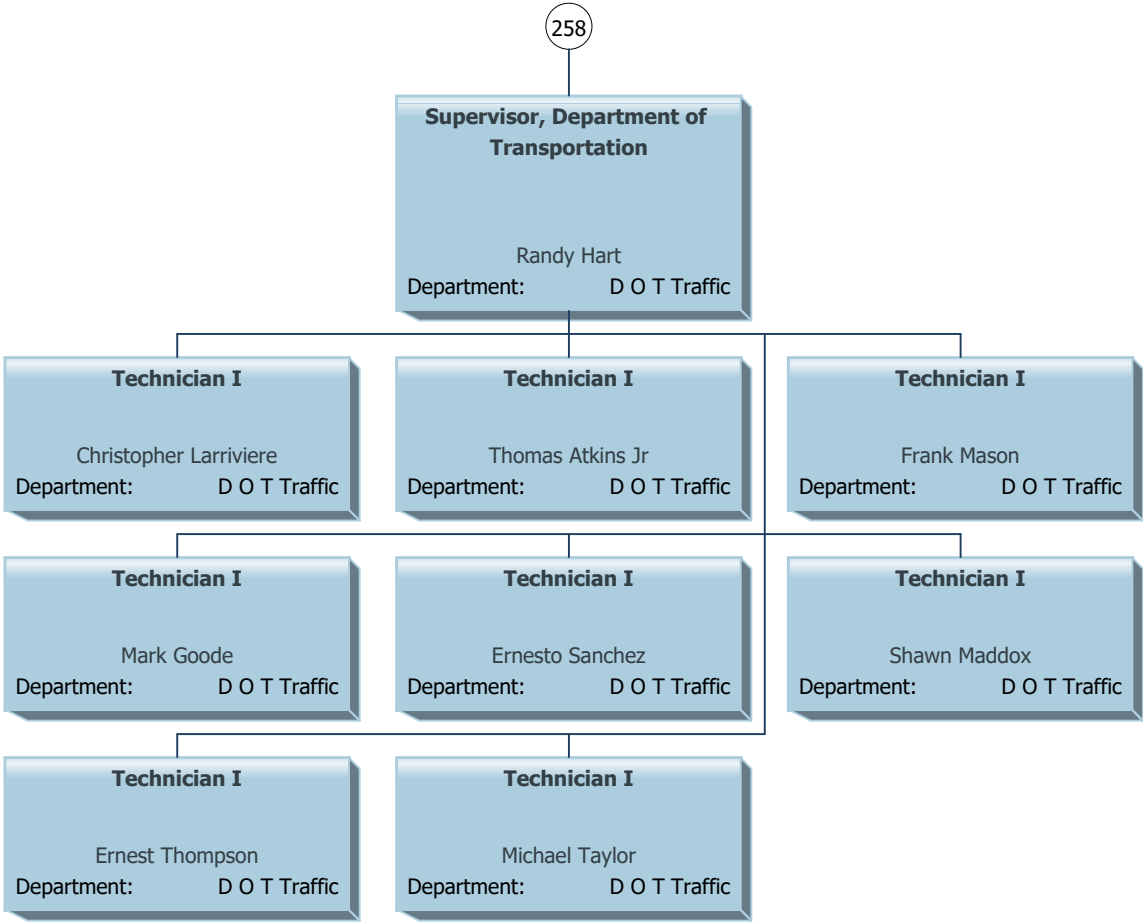 258
Supervisor, Department of
Transportation
Randy Hart
Department: D O T Traffic
Technician I
Christopher Larriviere
Department: D O T Traffic
Technician I
Thomas Atkins Jr
Department: D O T Traffic
Technician I
Frank Mason
Department: D O T Traffic
Technician I
Mark Goode
Department: D O T Traffic
Technician I
Ernesto Sanchez
Department: D O T Traffic
Technician I
Shawn Maddox
Department: D O T Traffic
Technician I
Ernest Thompson
Department: D O T Traffic
Technician I
Michael Taylor
Department: D O T Traffic